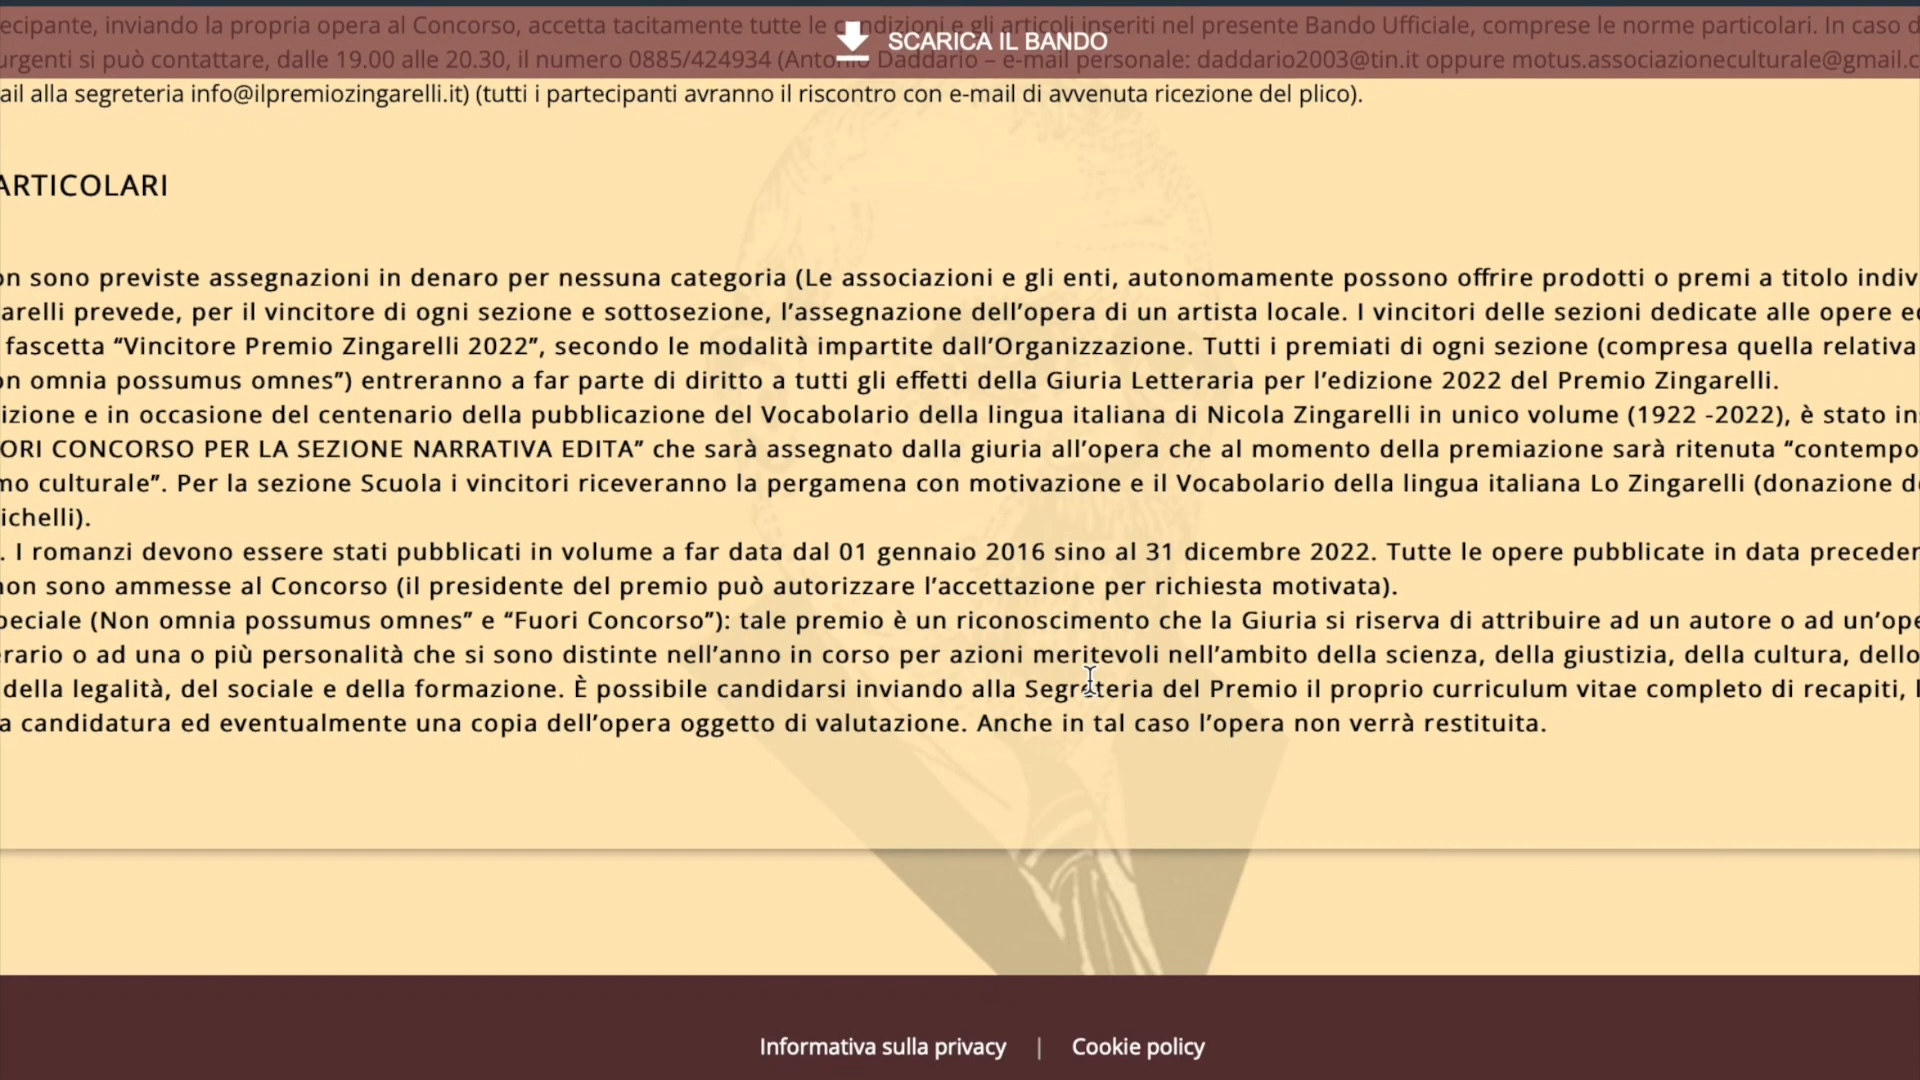 ecipante, inviando la propria opera al Concorso, accetta tacitamente tutte le condizioni e gli articoli inseriti nel presente Bando Ufficiale, comprese le norme particolari. In caso d
SCARICA IL BANDO
urgenti si può contattare, dalle 19.00 alle 20.30, il numero 0885/424934 (Antonio Daddario – e-mail personale: daddario2003@tin.it oppure motus.associazioneculturale@gmail.c
ail alla segreteria info@ilpremiozingarelli.it) (tutti i partecipanti avranno il riscontro con e-mail di avvenuta ricezione del plico).
ARTICOLARI
on sono previste assegnazioni in denaro per nessuna categoria (Le associazioni e gli enti, autonomamente possono offrire prodotti o premi a titolo indiv
arelli prevede, per il vincitore di ogni sezione e sottosezione, l’assegnazione dell’opera di un artista locale. I vincitori delle sezioni dedicate alle opere e
fascetta “Vincitore Premio Zingarelli 2022”, secondo le modalità impartite dall’Organizzazione. Tutti i premiati di ogni sezione (compresa quella relativa
on omnia possumus omnes”) entreranno a far parte di diritto a tutti gli effetti della Giuria Letteraria per l’edizione 2022 del Premio Zingarelli.
izione e in occasione del centenario della pubblicazione del Vocabolario della lingua italiana di Nicola Zingarelli in unico volume (1922 -2022), è stato in
ORI CONCORSO PER LA SEZIONE NARRATIVA EDITA” che sarà assegnato dalla giuria all’opera che al momento della premiazione sarà ritenuta “contempo
mo culturale”. Per la sezione Scuola i vincitori riceveranno la pergamena con motivazione e il Vocabolario della lingua italiana Lo Zingarelli (donazione de
ichelli).
. I romanzi devono essere stati pubblicati in volume a far data dal 01 gennaio 2016 sino al 31 dicembre 2022. Tutte le opere pubblicate in data preceden
non sono ammesse al Concorso (il presidente del premio può autorizzare l’accettazione per richiesta motivata).
peciale (Non omnia possumus omnes” e “Fuori Concorso”): tale premio è un riconoscimento che la Giuria si riserva di attribuire ad un autore o ad un’ope
erario o ad una o più personalità che si sono distinte nell’anno in corso per azioni meritevoli nell’ambito della scienza, della giustizia, della cultura, dello
della legalità, del sociale e della formazione. È possibile candidarsi inviando alla Segreteria del Premio il proprio curriculum vitae completo di recapiti, l
a candidatura ed eventualmente una copia dell’opera oggetto di valutazione. Anche in tal caso l’opera non verrà restituita.
Informativa sulla privacy | Cookie policy